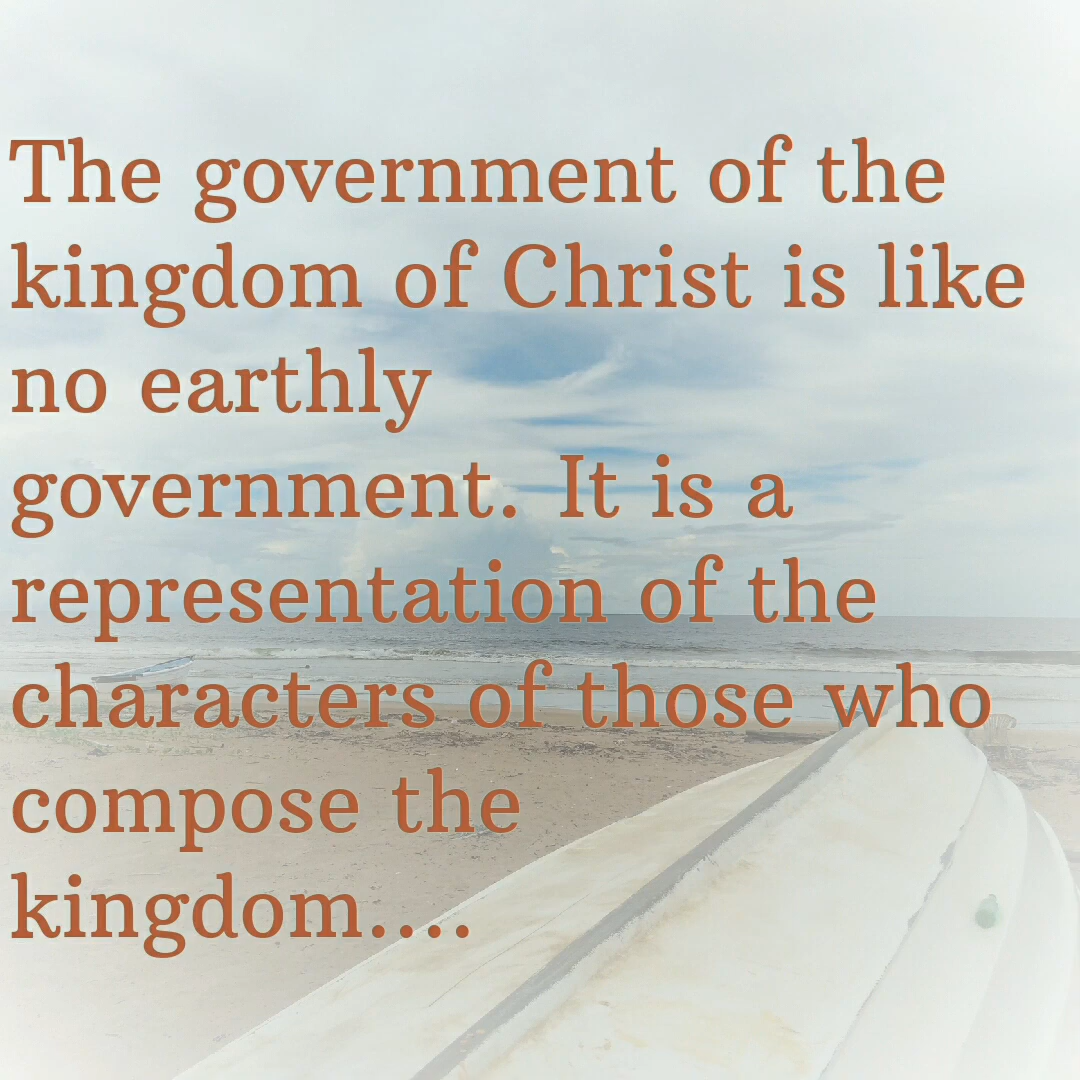 The government of the
kingdom of Christ is like
no earthly
government. It is a
representation of the
characters of those who
compose the
kingdom....